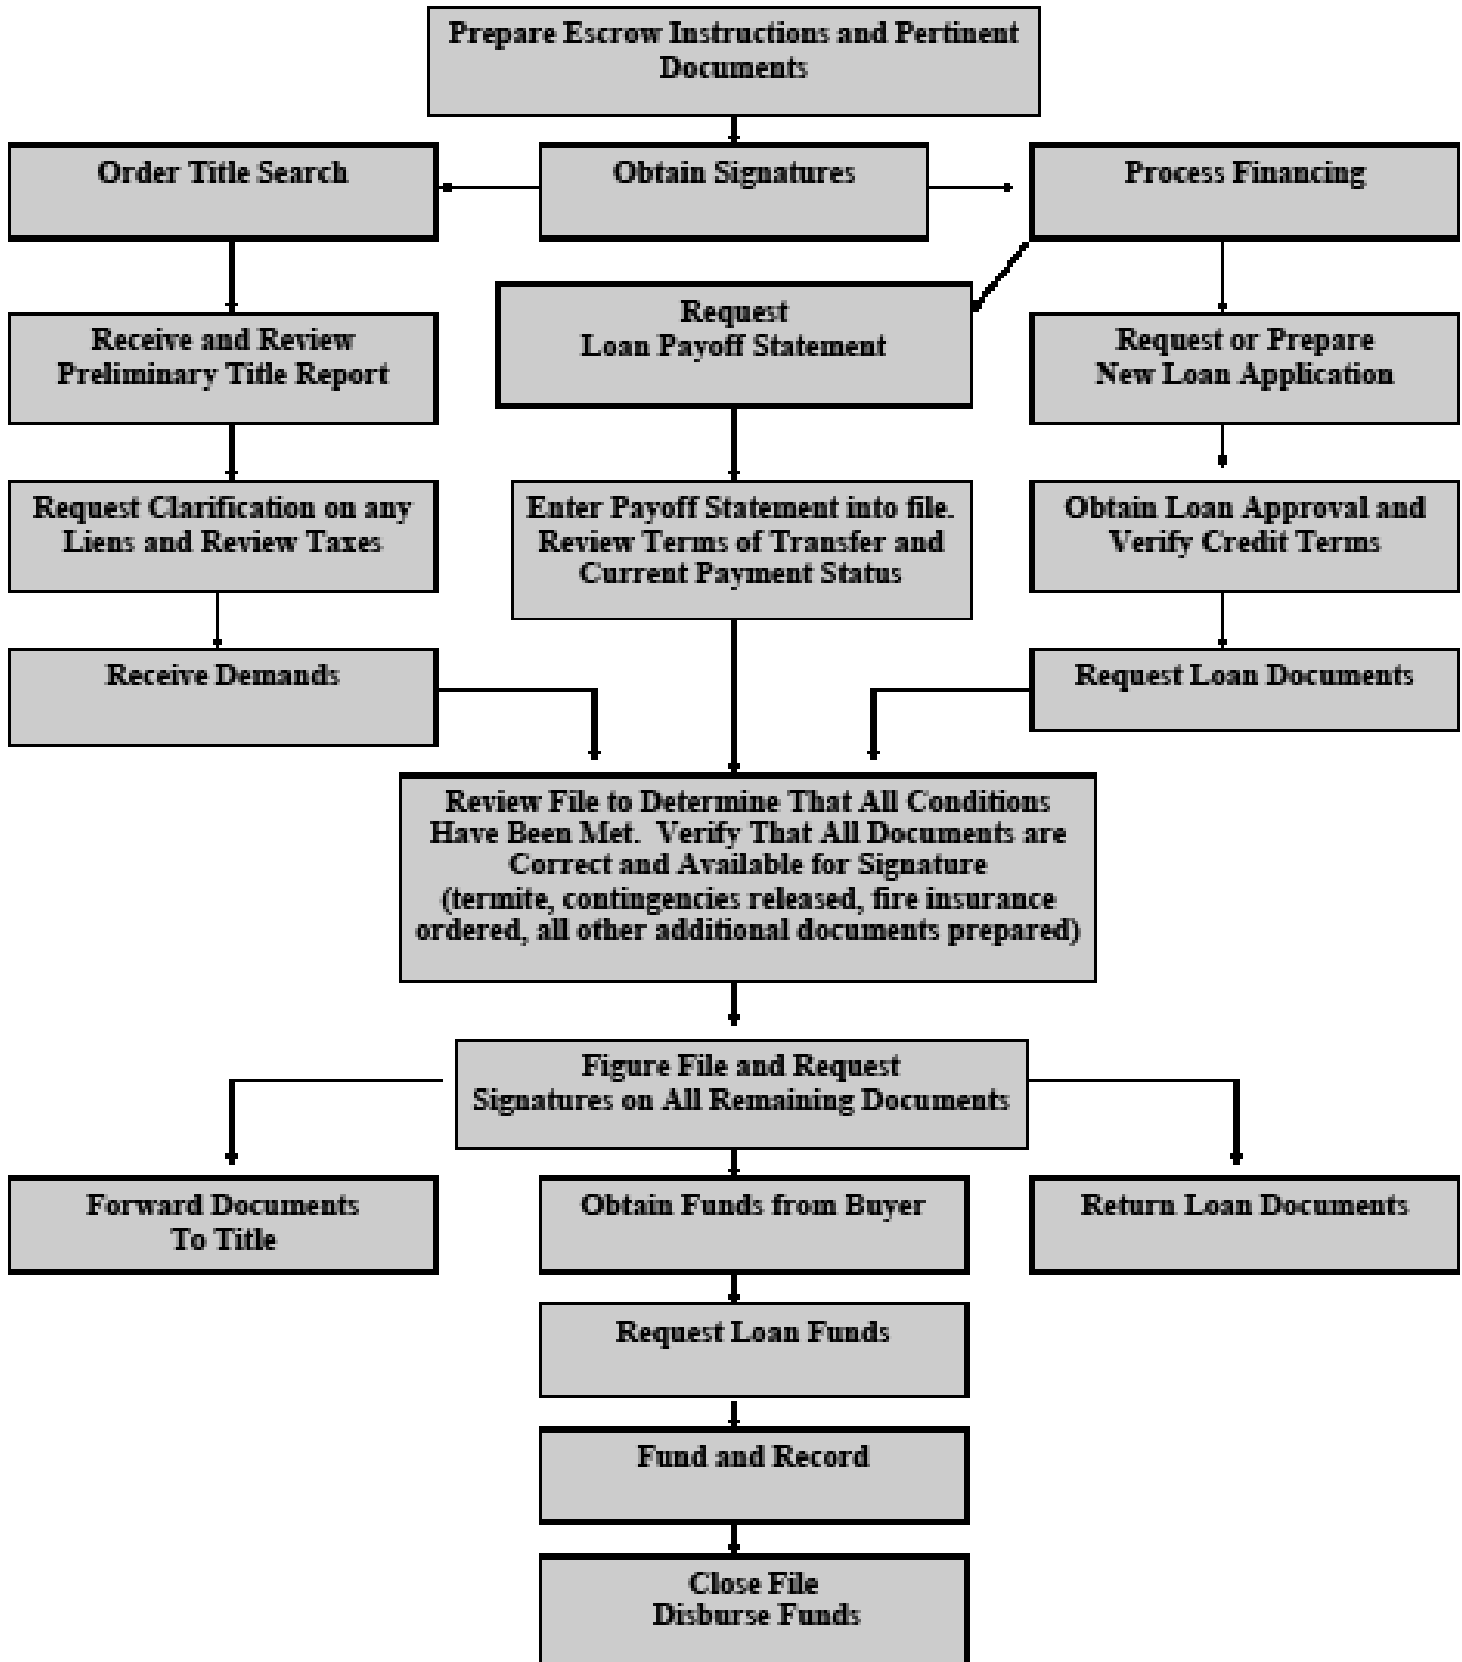 Prepare Escrow Instructions and Pertinent
Documents
Order Title Search
Obtain Signatures
Process Financing
Request
Loan Payoff Statement
Receive and Review
Preliminary Title Report
Request or Prepare
New Loan Application
Request Clarification on any
Liens and Review Taxes
Enter Payoff Statement into file.
Review Terms of Transfer and
Current Payment Status
Obtain Loan Approval and
Verify Credit Terms
Receive Demands
Request Loan Documents
Review File to Determine That All Conditions
Have Been Met.  Verify That All Documents are
Correct and Available for Signature
(termite, contingencies released, fire insurance
ordered, all other additional documents prepared)
Figure File and Request
Signatures on All Remaining Documents
Forward Documents
To Title
Obtain Funds from Buyer
Return Loan Documents
Request Loan Funds
Fund and Record
Close File
Disburse Funds